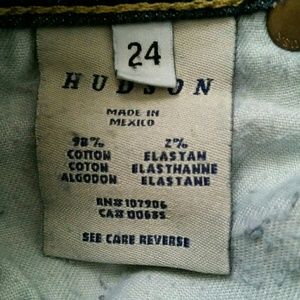 24
HUDSON
MADE IN
MEXICO
98% 2%
COTTON ELASTAN
COTON ELASTHANNE
ALGODON ELASTANE
RN#107906
CA#00685
SEE CARE REVERSE